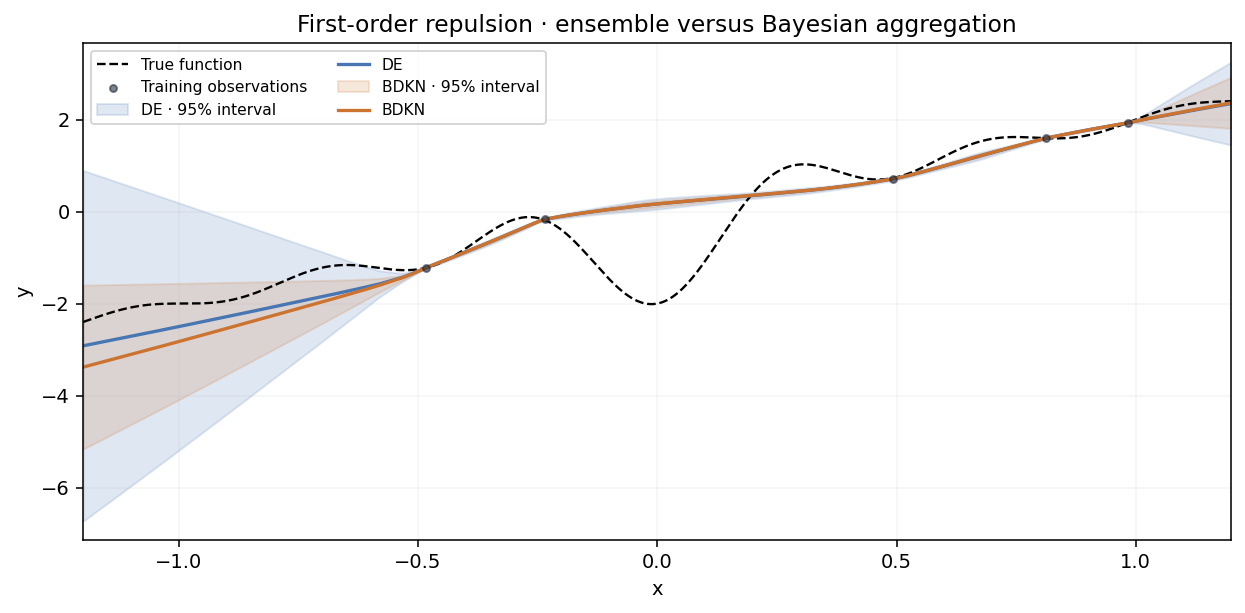 First-order repulsion · ensemble versus Bayesian aggregation
True function
Training observations
DE · 95% interval
DE
BDKN · 95% interval
BDKN
2
0
−2
−4
−6
y
−1.0
−0.5
0.0
0.5
1.0
x